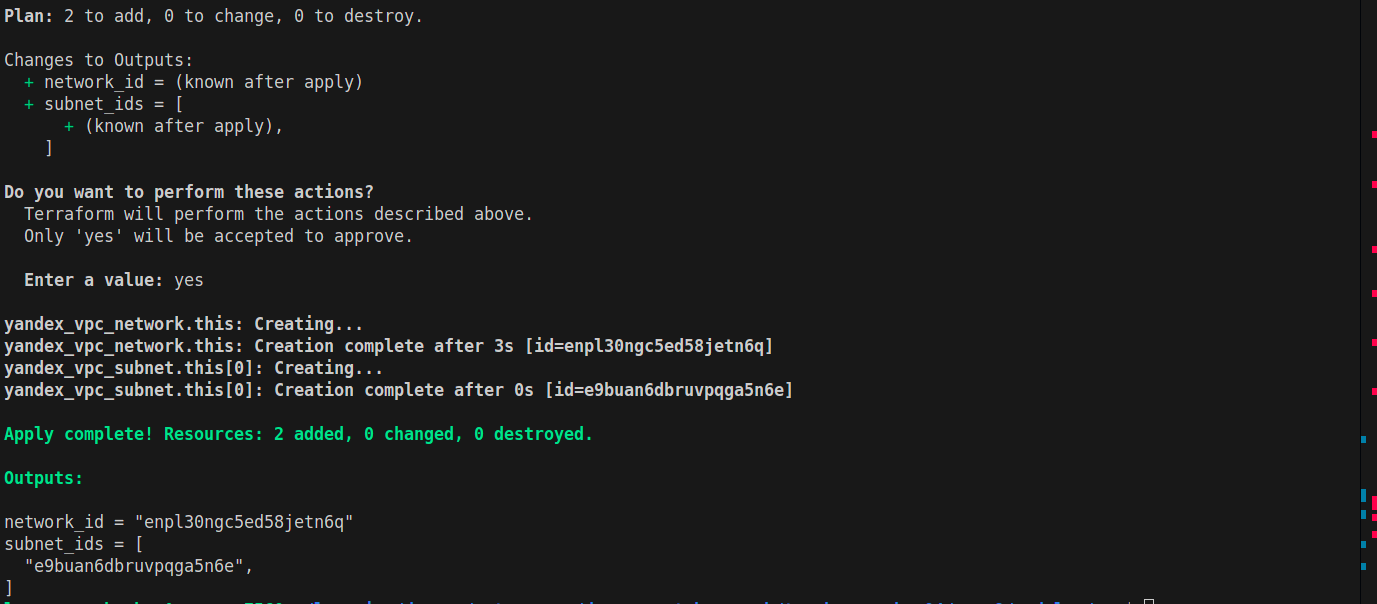 Plan: 2 to add, 0 to change, 0 to destroy.
Changes to Outputs:
+ network_id = (known after apply)
+ subnet_ids = [
+ (known after apply),
]
Do you want to perform these actions?
Terraform will perform the actions described above.
Only 'yes' will be accepted to approve.
Enter a value: yes
yandex_vpc_network.this: Creating...
yandex_vpc_network.this: Creation complete after 3s [id=enpl30ngc5ed58jetn6q]
yandex_vpc_subnet.this[0]: Creating...
yandex_vpc_subnet.this[0]: Creation complete after 0s [id=e9buan6dbruvpqga5n6e]
Apply complete! Resources: 2 added, 0 changed, 0 destroyed.
Outputs:
network_id = "enpl30ngc5ed58jetn6q"
subnet_ids = [
"e9buan6dbruvpqga5n6e",
]